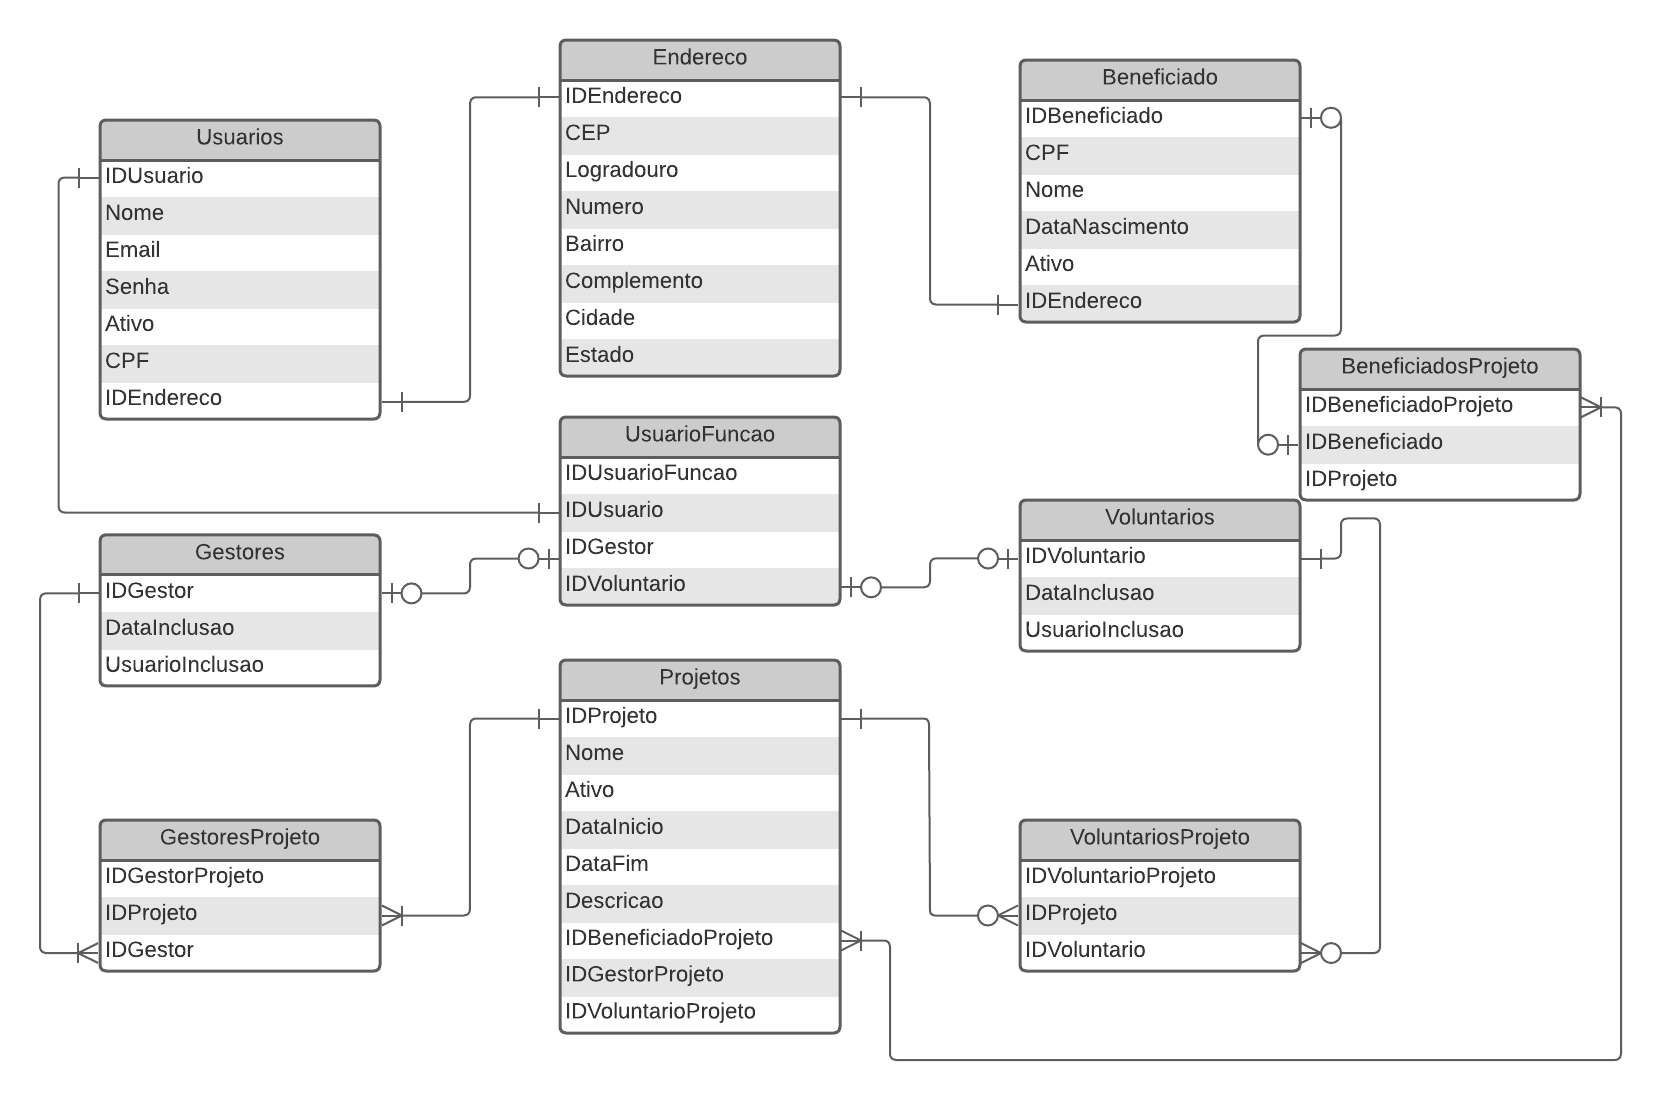 Usuarios
IDUsuario
Nome
Email
Senha
Ativo
CPF
IDEndereco
Endereco
IDEndereco
CEP
Logradouro
Numero
Bairro
Complemento
Cidade
Estado
Beneficiado
IDBeneficiado
CPF
Nome
DataNascimento
Ativo
IDEndereco
BeneficiadosProjeto
IDBeneficiadoProjeto
IDBeneficiado
IDProjeto
UsuarioFuncao
IDUsuarioFuncao
IDUsuario
IDGestor
IDVoluntario
Gestores
IDGestor
DataInclusao
UsuarioInclusao
Voluntarios
IDVoluntario
DataInclusao
UsuarioInclusao
Projetos
IDProjeto
Nome
Ativo
DataInicio
DataFim
Descricao
IDBeneficiadoProjeto
IDGestorProjeto
IDVoluntarioProjeto
GestoresProjeto
IDGestorProjeto
IDProjeto
IDGestor
VoluntariosProjeto
IDVoluntarioProjeto
IDProjeto
IDVoluntario